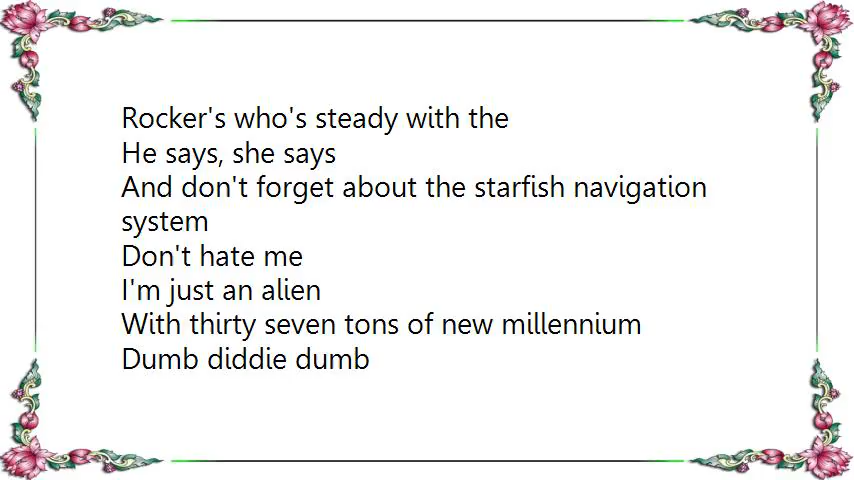 Rocker's who's steady with the
He says, she says
And don't forget about the starfish navigation
system
Don't hate me
I'm just an alien
With thirty seven tons of new millennium
Dumb diddie dumb